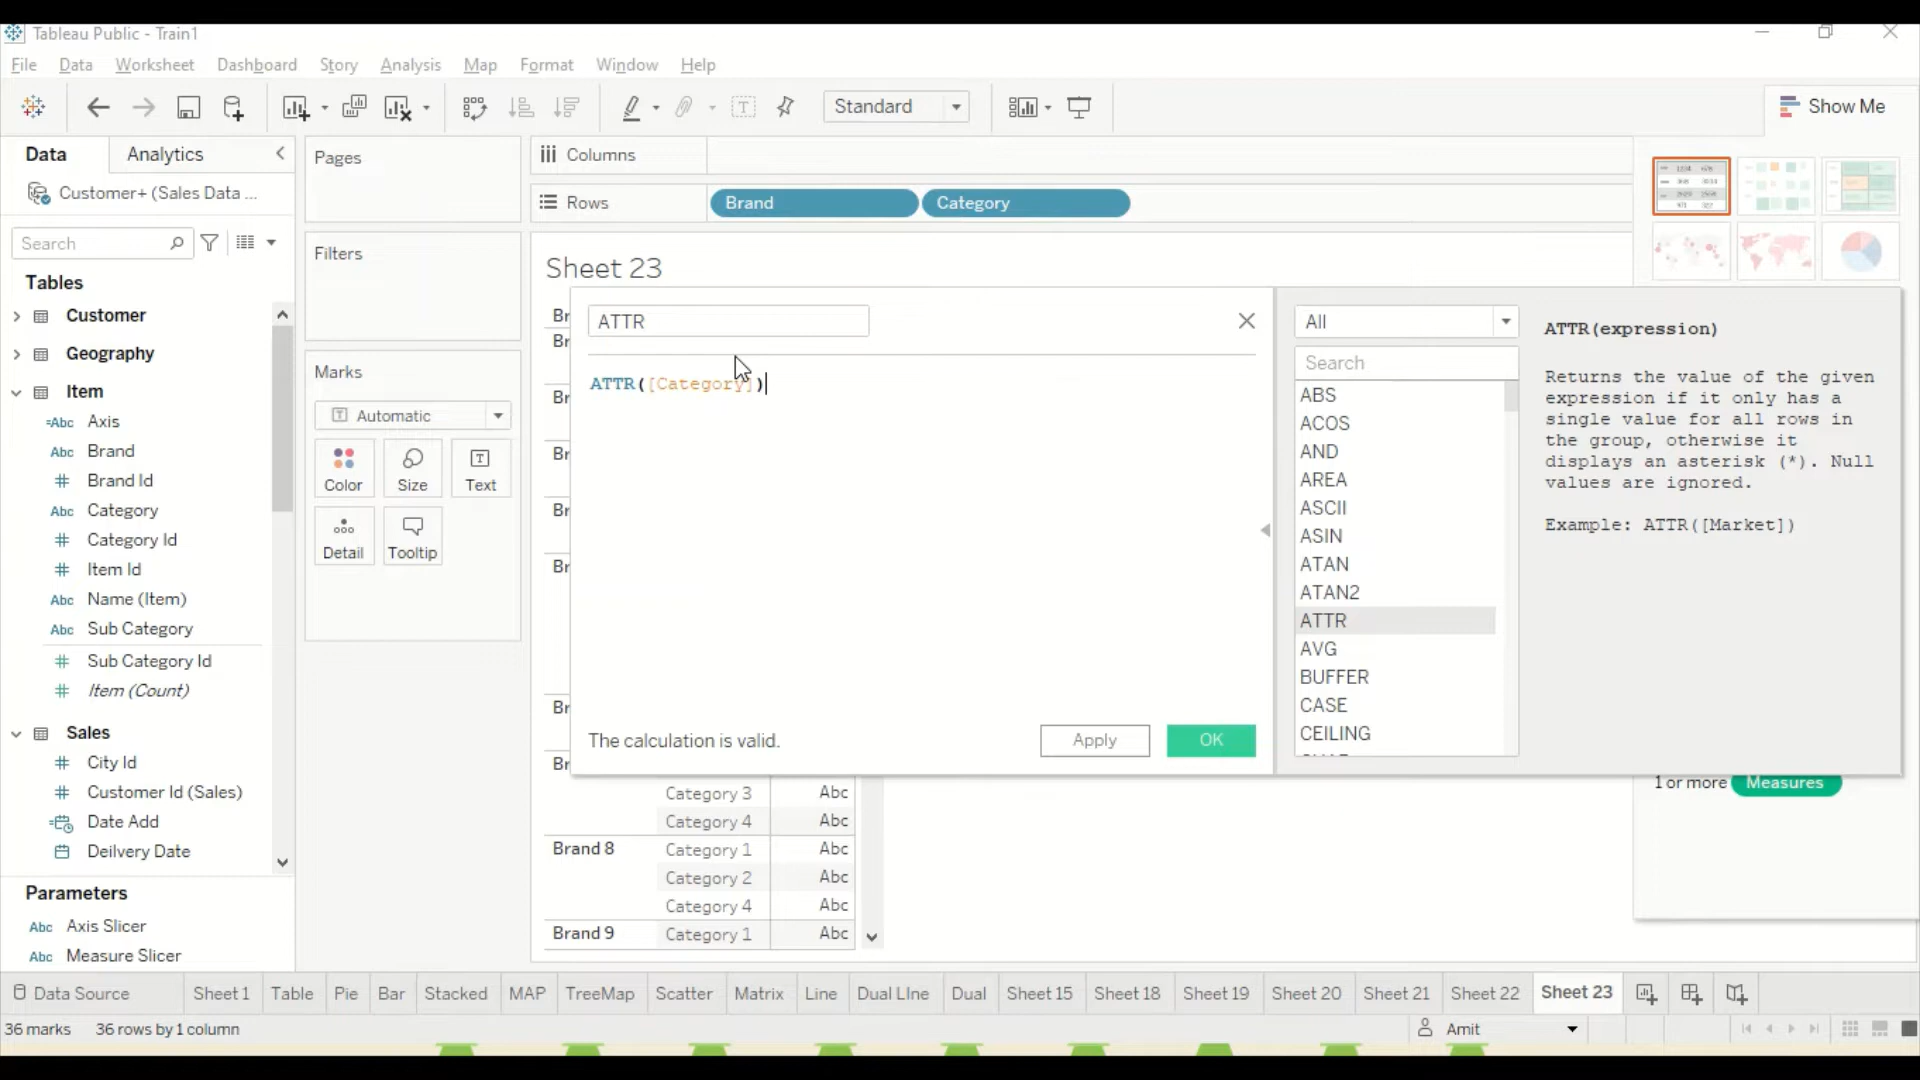 Tableau Public - Train1
File Data Worksheet Dashboard Story Analysis Map Format Window Help
Standard
Show Me
Data Analytics
Pages
Columns
Customer+ (Sales Data ...
Rows Brand Category
Search
Filters
Sheet 23
Tables
Customer
Geography
Item
Axis
Brand
Brand Id
Category
Category Id
Item Id
Name (Item)
Sub Category
Sub Category Id
Item (Count)
Sales
City Id
Customer Id (Sales)
Date Add
Deilvery Date
Parameters
Axis Slicer
Measure Slicer
Marks
Automatic
Color Size Text
Detail Tooltip
ATTR
ATTR([Category])
The calculation is valid.
Apply OK
All
Search
ABS
ACOS
AND
AREA
ASCII
ASIN
ATAN
ATAN2
ATTR
AVG
BUFFER
CASE
CEILING
ATTR(expression)
Returns the value of the given
expression if it only has a
single value for all rows in
the group, otherwise it
displays an asterisk (*). Null
values are ignored.
Example: ATTR([Market])
1 or more Measures
Category 3 Abc
Category 4 Abc
Brand 8 Category 1 Abc
Category 2 Abc
Category 4 Abc
Brand 9 Category 1 Abc
Data Source Sheet 1 Table Pie Bar Stacked MAP TreeMap Scatter Matrix Line Dual LIne Dual Sheet 15 Sheet 18 Sheet 19 Sheet 20 Sheet 21 Sheet 22 Sheet 23
36 marks 36 rows by 1 column
Amit